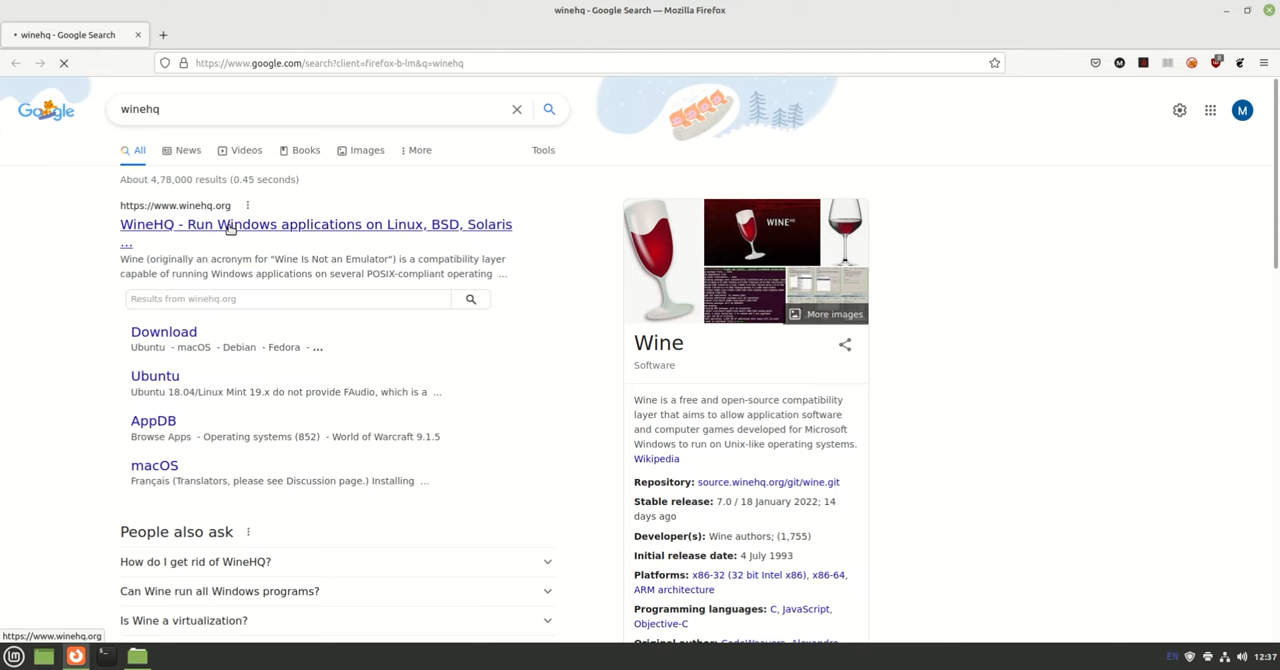 winehq - Google Search — Mozilla Firefox
winehq - Google Search
https://www.google.com/search?client=firefox-b-lm&q=winehq
Google
winehq
M
All News Videos Books Images More Tools
About 4,78,000 results (0.45 seconds)
https://www.winehq.org
WineHQ - Run Windows applications on Linux, BSD, Solaris
...
Wine (originally an acronym for "Wine Is Not an Emulator") is a compatibility layer
capable of running Windows applications on several POSIX-compliant operating ...
Results from winehq.org
Download
Ubuntu - macOS - Debian - Fedora - ...
Ubuntu
Ubuntu 18.04/Linux Mint 19.x do not provide FAudio, which is a ...
AppDB
Browse Apps - Operating systems (852) - World of Warcraft 9.1.5
macOS
Français (Translators, please see Discussion page.) Installing ...
People also ask
How do I get rid of WineHQ?
Can Wine run all Windows programs?
Is Wine a virtualization?
WINEHQ
More images
Wine
Software
Wine is a free and open-source compatibility
layer that aims to allow application software
and computer games developed for Microsoft
Windows to run on Unix-like operating systems.
Wikipedia
Repository: source.winehq.org/git/wine.git
Stable release: 7.0 / 18 January 2022; 14
days ago
Developer(s): Wine authors; (1,755)
Initial release date: 4 July 1993
Platforms: x86-32 (32 bit Intel x86), x86-64,
ARM architecture
Programming languages: C, JavaScript,
Objective-C
Original author: CodeWeavers, Alexandre
https://www.winehq.org
EN 12:37